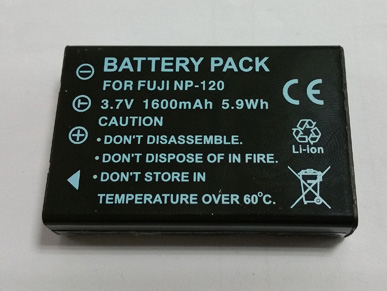 BATTERY PACK
FOR FUJI NP-120
3.7V 1600mAh 5.9Wh
CAUTION
• DON'T DISASSEMBLE.
• DON'T DISPOSE OF IN FIRE.
• DON'T STORE IN
TEMPERATURE OVER 60°C.
CE
Li-ion